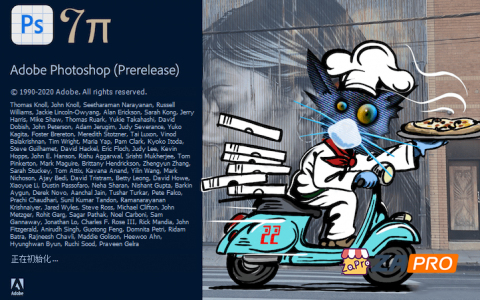 Ps
7π
Adobe Photoshop (Prerelease)
© 1990-2020 Adobe. All rights reserved.
Thomas Knoll, John Knoll, Seetharaman Narayanan, Russell
Williams, Jackie Lincoln-Owyang, Alan Erickson, Sarah Kong, Jerry
Harris, Mike Shaw, Thomas Ruark, Yukie Takahashi, David
Dobish, John Peterson, Adam Jerugim, Judy Severance, Yuko
Kagita, Foster Brereton, Meredith Stotzner, Tai Luxon, Vinod
Balakrishnan, Tim Wright, Maria Yap, Pam Clark, Kyoko Itoda,
Steve Guilhamet, David Hackel, Eric Floch, Judy Lee, Kevin
Hopps, John E. Hanson, Rishu Aggarwal, Srishti Mukherjee, Tom
Pinkerton, Mark Maguire, Brittany Hendrickson, Zhengyun Zhang,
Sarah Stuckey, Tom Attix, Kavana Anand, Yilin Wang, Mark
Nichoson, Ajay Bedi, David Tristram, Betty Leong, David Howe,
Xiaoyue Li, Dustin Passofaro, Neha Sharan, Nishant Gupta, Barkin
Aygun, Derek Novo, Aanchal Jain, Tushar Turkar, Pete Falco,
Prachi Chaudhari, Sunil Kumar Tandon, Ramanarayanan
Krishnaiyer, Jared Wyles, Steve Ross, Michael Clifton, John
Metzger, Rohit Garg, Sagar Pathak, Noel Carboni, Sam
Gannaway, Jonathan Lo, Charles F. Rose III, Rick Mandia, John
Fitzgerald, Anirudh Singh, Guotong Feng, Domnita Petri, Ridam
Batra, Rajneesh Chavli, Maddie Golison, Heewoo Ahn,
Hyunghwan Byun, Ruchi Sood, Praveen Gelra
正在初始化...
Adobe
22
ZaPro
PRO